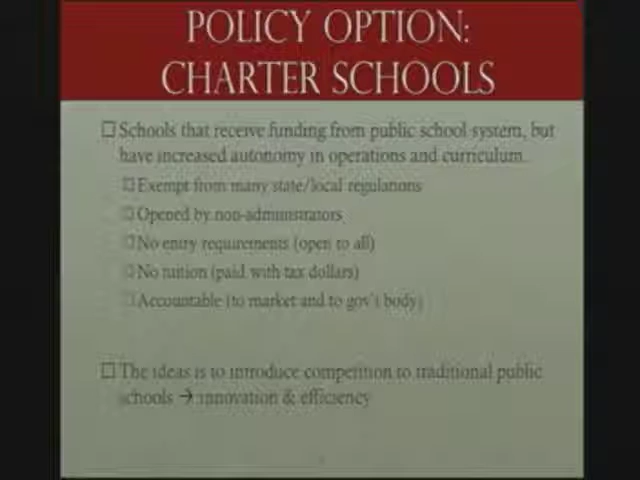 POLICY OPTION:
CHARTER SCHOOLS
Schools that receive funding from public school system, but
have increased autonomy in operations and curriculum.
Exempt from many state/local regulations
Opened by non-administrators
No entry requirements (open to all)
No tuition (paid with tax dollars)
Accountable (to market and to gov't body)
The ideas is to introduce competition to traditional public
schools → innovation & efficiency